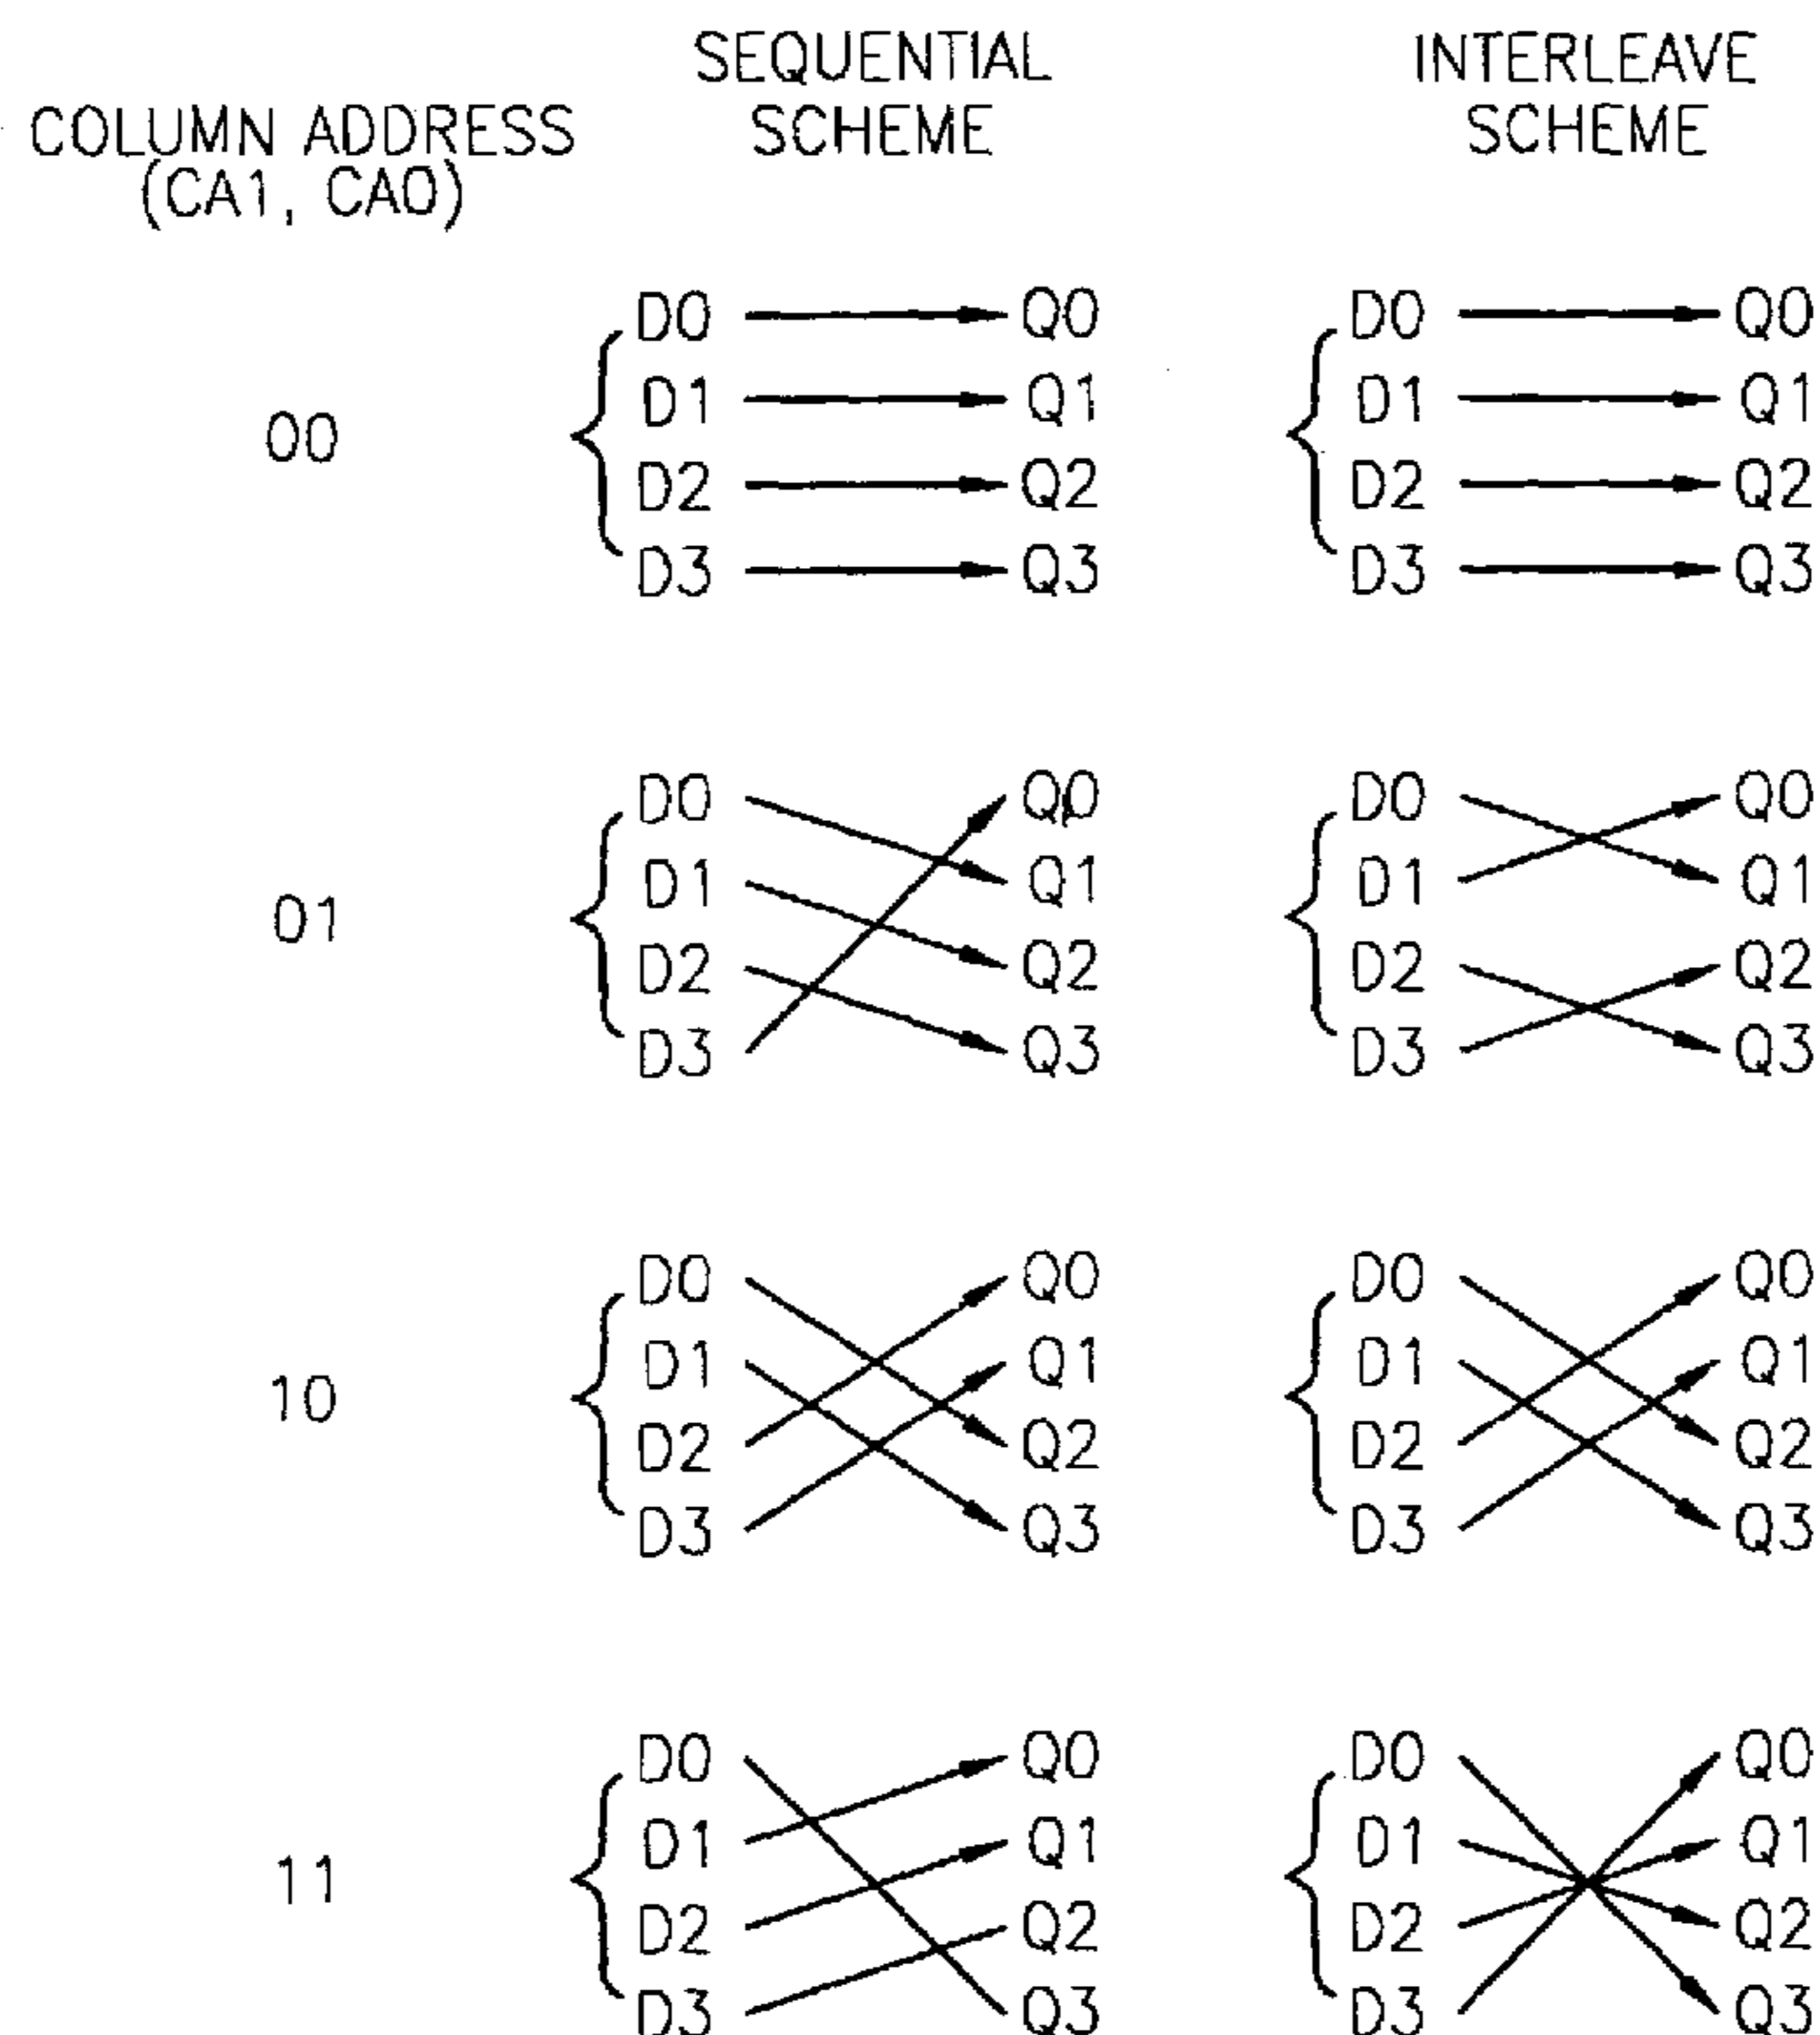 SEQUENTIAL SCHEME
INTERLEAVE SCHEME
COLUMN ADDRESS
(CA1, CA0)
00
D0 Q0 D0 Q0
D1 Q1 D1 Q1
D2 Q2 D2 Q2
D3 Q3 D3 Q3
01
D0 Q0 D0 Q0
D1 Q1 D1 Q1
D2 Q2 D2 Q2
D3 Q3 D3 Q3
10
D0 Q0 D0 Q0
D1 Q1 D1 Q1
D2 Q2 D2 Q2
D3 Q3 D3 Q3
11
D0 Q0 D0 Q0
D1 Q1 D1 Q1
D2 Q2 D2 Q2
D3 Q3 D3 Q3